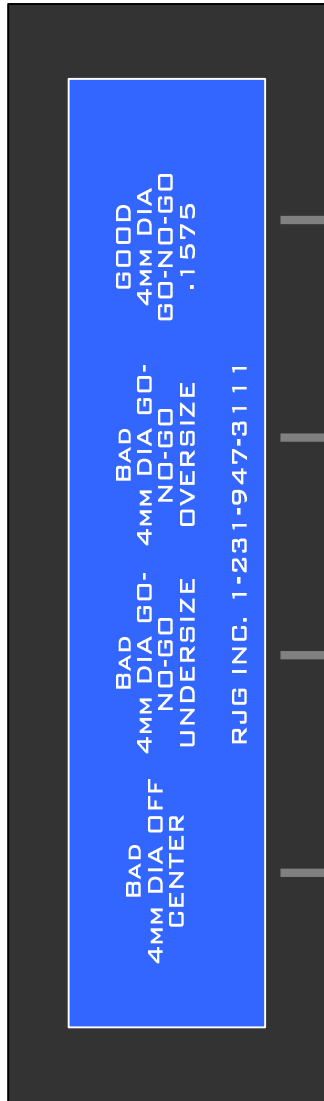 BAD
4MM DIA OFF
CENTER
BAD
4MM DIA GO-
NO-GO
UNDERSIZE
BAD
4MM DIA GO-
NO-GO
OVERSIZE
GOOD
4MM DIA
GO-NO-GO
.1575
RJG INC. 1-231-947-3111